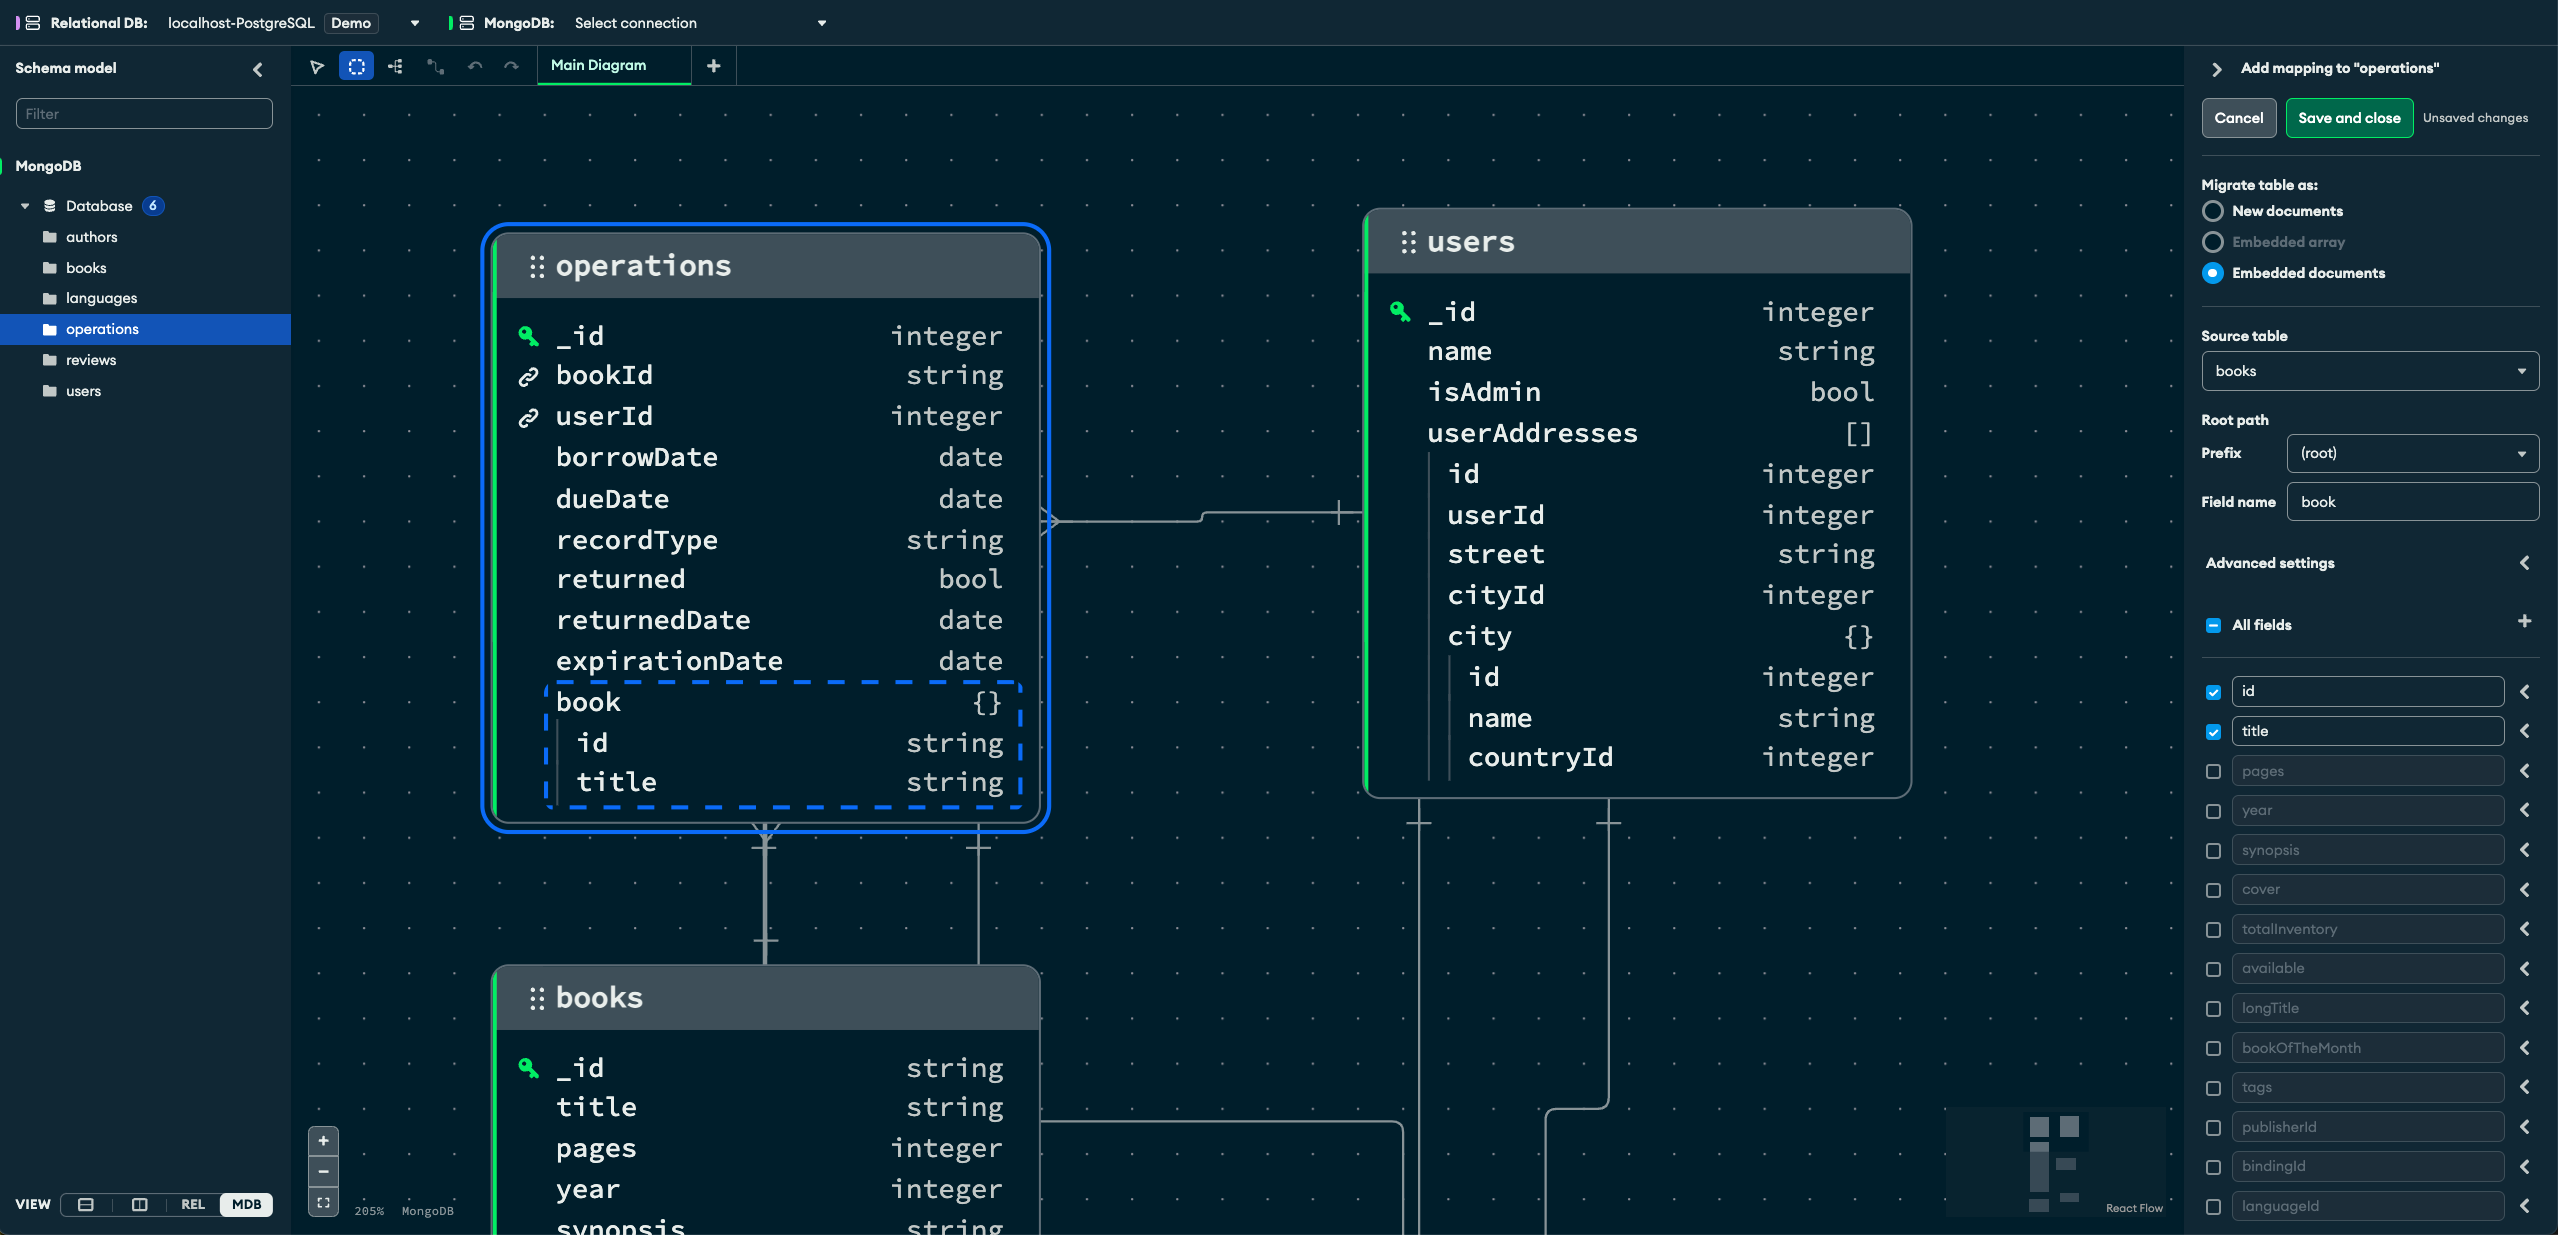 Relational DB: localhost-PostgreSQL Demo MongoDB: Select connection
Schema model
Filter
MongoDB
Database 6
authors
books
languages
operations
reviews
users
VIEW REL MDB
Main Diagram +
operations
_id integer
bookId string
userId integer
borrowDate date
dueDate date
recordType string
returned bool
returnedDate date
expirationDate date
book {}
id string
title string
users
_id integer
name string
isAdmin bool
userAddresses []
id integer
userId integer
street string
cityId integer
city {}
id integer
name string
countryId integer
books
_id string
title string
pages integer
year integer
synopsis string
205% MongoDB
React Flow
Add mapping to "operations"
Cancel Save and close Unsaved changes
Migrate table as:
New documents
Embedded array
Embedded documents
Source table
books
Root path
Prefix (root)
Field name book
Advanced settings
All fields
id
title
pages
year
synopsis
cover
totalInventory
available
longTitle
bookOfTheMonth
tags
publisherId
bindingId
languageId